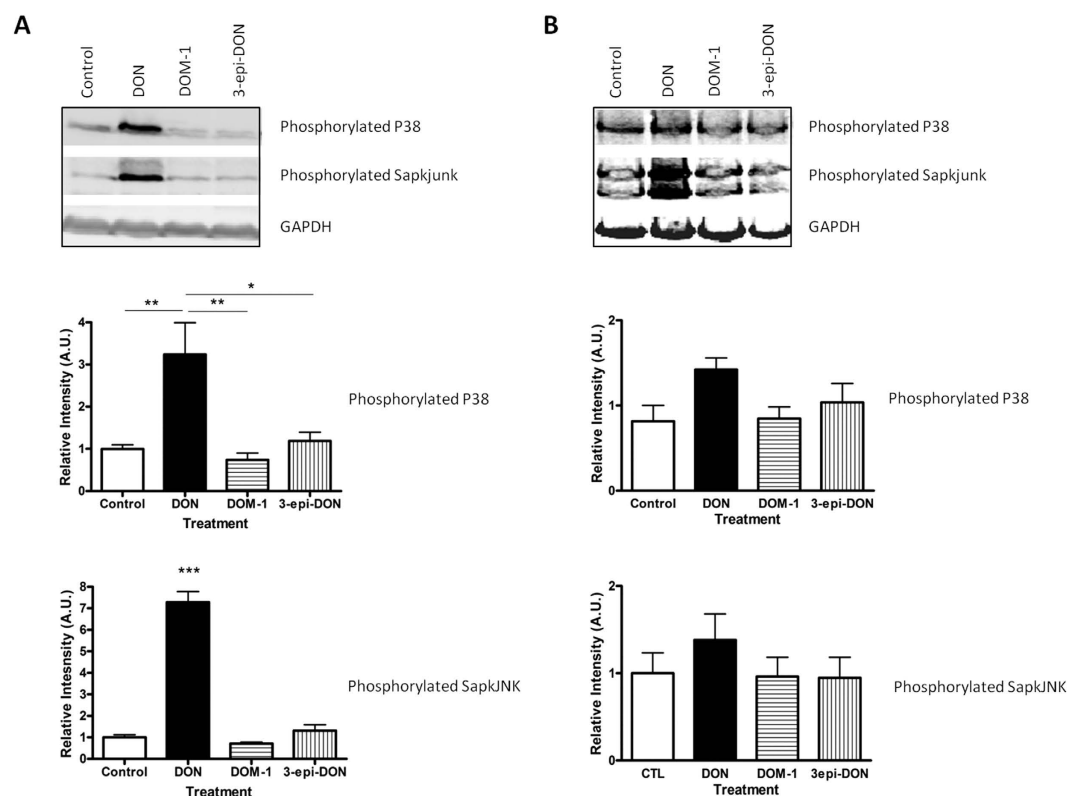 A
Control
DON
DOM-1
3-epi-DON
Phosphorylated P38
Phosphorylated Sapkjunk
GAPDH
*
**
**
4
3
2
1
0
Relative Intensity (A.U.)
Control
DON
DOM-1
3-epi-DON
Treatment
Phosphorylated P38
***
8
7
6
5
4
3
2
1
0
Relative Intesnsity (A.U.)
Control
DON
DOM-1
3-epi-DON
Treatment
Phosphorylated SapkJNK
B
Control
DON
DOM-1
3-epi-DON
Phosphorylated P38
Phosphorylated Sapkjunk
GAPDH
2
1
0
Relative Intensity (A.U.)
Control
DON
DOM-1
3-epi-DON
Treatment
Phosphorylated P38
2
1
0
Relative Intensity (A.U.)
CTL
DON
DOM-1
3epi-DON
Treatment
Phosphorylated SapkJNK